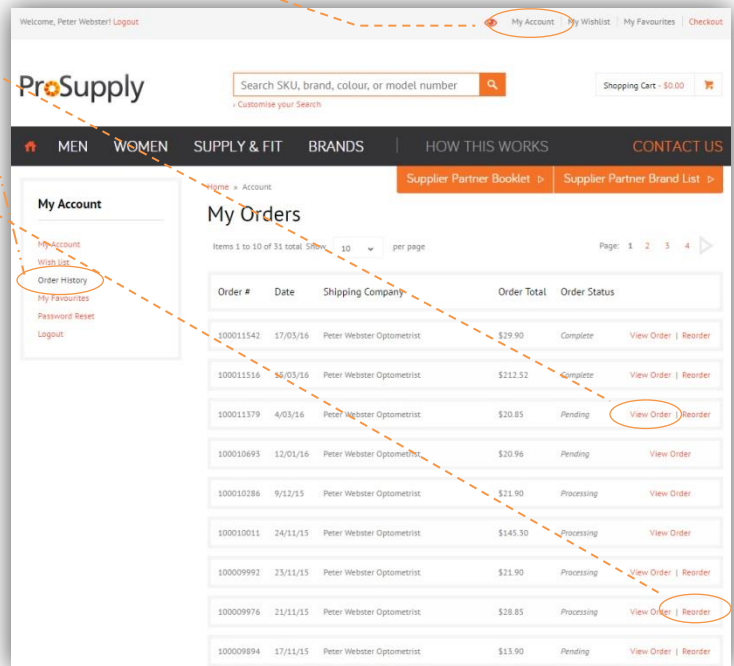 Welcome, Peter Webster! Logout
My Account | My Wishlist | My Favourites | Checkout
ProSupply
Search SKU, brand, colour, or model number
Shopping Cart - $0.00
› Customise your Search
MEN WOMEN SUPPLY & FIT BRANDS | HOW THIS WORKS CONTACT US
Supplier Partner Booklet Supplier Partner Brand List
My Account
My Account
Wish list
Order History
My Favourites
Password Reset
Logout
Home » Account
My Orders
Items 1 to 10 of 31 total Show 10 per page Page: 1 2 3 4
Order # Date Shipping Company Order Total Order Status
100011542 17/03/16 Peter Webster Optometrist $29.90 Complete View Order | Reorder
100011516 15/03/16 Peter Webster Optometrist $212.52 Complete View Order | Reorder
100011379 4/03/16 Peter Webster Optometrist $20.85 Pending View Order | Reorder
100010693 12/01/16 Peter Webster Optometrist $20.96 Pending View Order
100010286 9/12/15 Peter Webster Optometrist $21.90 Processing View Order
100010011 24/11/15 Peter Webster Optometrist $145.30 Processing View Order
100009992 23/11/15 Peter Webster Optometrist $21.90 Processing View Order | Reorder
100009976 21/11/15 Peter Webster Optometrist $28.85 Processing View Order | Reorder
100009894 17/11/15 Peter Webster Optometrist $13.90 Pending View Order | Reorder